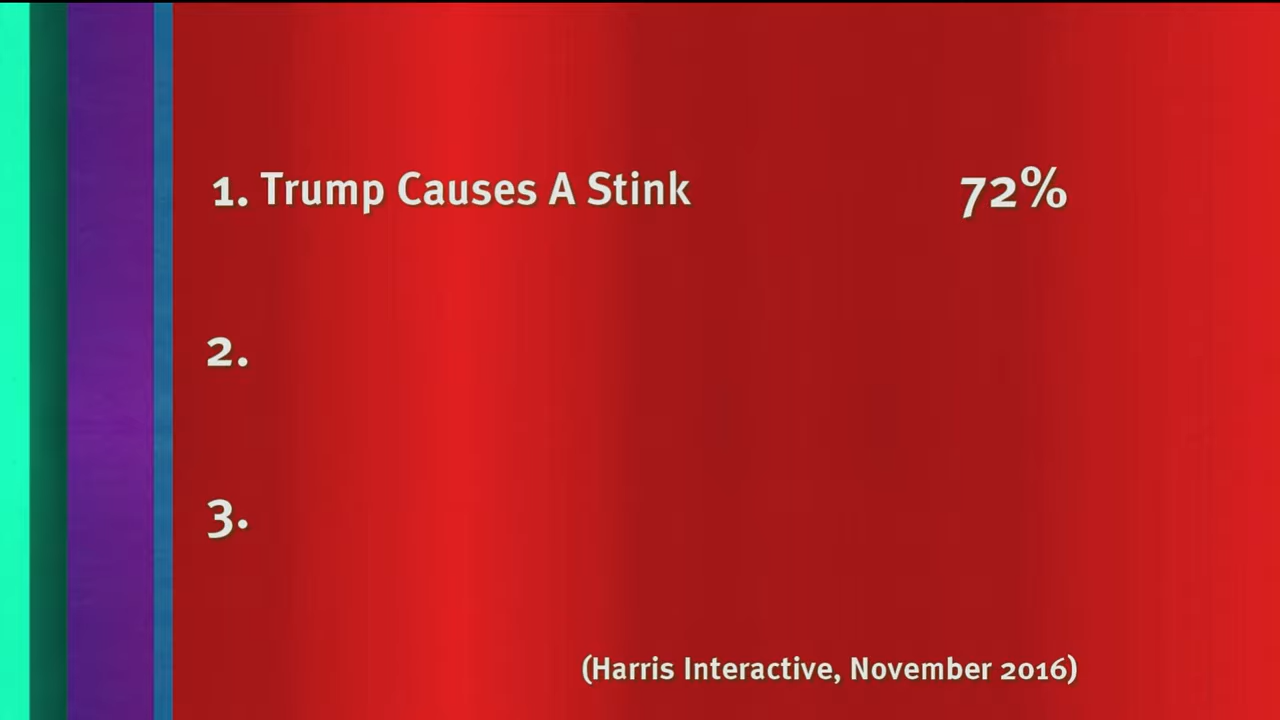 1. Trump Causes A Stink 72%
2.
3.
(Harris Interactive, November 2016)